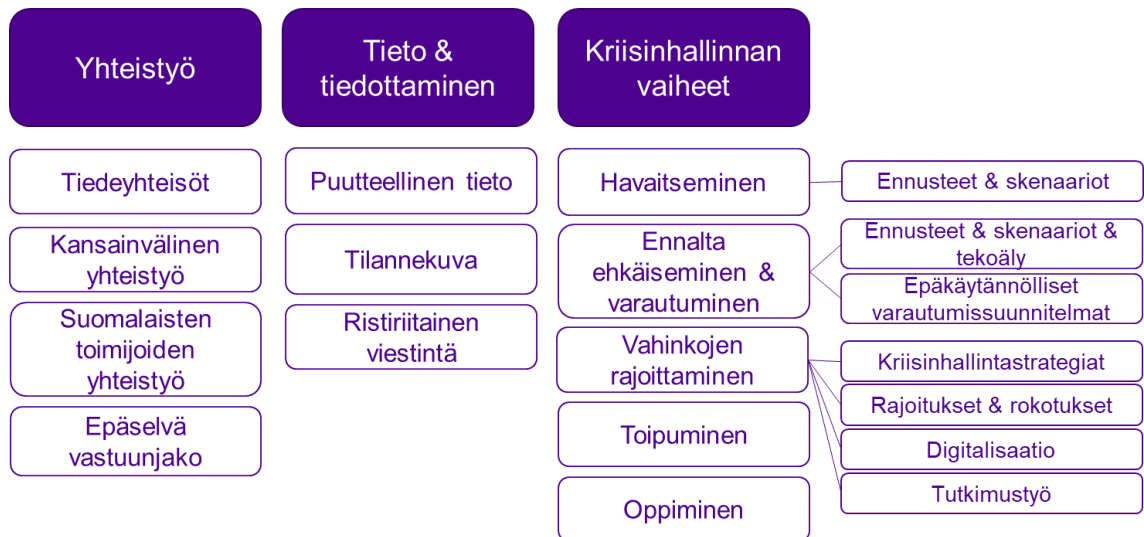 Yhteistyö
Tiedeyhteisöt
Kansainvälinen
yhteistyö
Suomalaisten
toimijoiden
yhteistyö
Epäselvä
vastuunjako
Tieto &
tiedottaminen
Puutteellinen tieto
Tilannekuva
Ristiriitainen
viestintä
Kriisinhallinnan
vaiheet
Havaitseminen
Ennusteet & skenaariot
Ennalta
ehkäiseminen &
varautuminen
Ennusteet & skenaariot &
tekoäly
Epäkäytännölliset
varautumissuunnitelmat
Vahinkojen
rajoittaminen
Kriisinhallintastrategiat
Rajoitukset & rokotukset
Digitalisaatio
Tutkimustyö
Toipuminen
Oppiminen